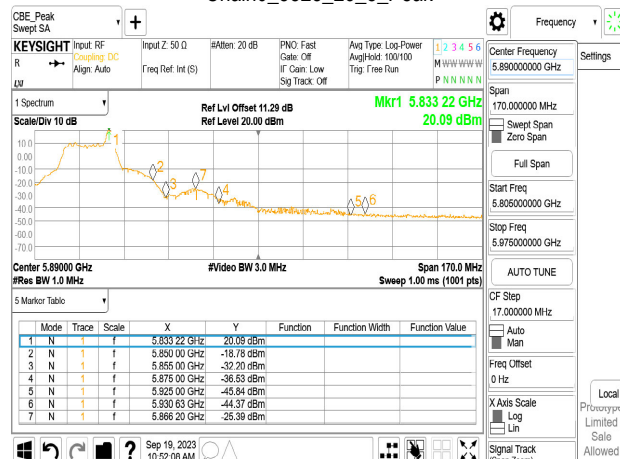 CBE_Peak
Swept SA
Frequency
KEYSIGHT
R
Input: RF
Coupling: DC
Align: Auto
Input Z: 50 Ω
Freq Ref: Int (S)
#Atten: 20 dB
PNO: Fast
Gate: Off
IF Gain: Low
Sig Track: Off
Avg Type: Log-Power
Avg|Hold: 100/100
Trig: Free Run
1 2 3 4 5 6
M W W W W W
P N N N N N
1 Spectrum
Scale/Div 10 dB
Ref Lvl Offset 11.29 dB
Ref Level 20.00 dBm
Mkr1 5.833 22 GHz
20.09 dBm
10.0
0.00
-10.0
-20.0
-30.0
-40.0
-50.0
-60.0
-70.0
1
2
3
7
4
5
6
Center 5.89000 GHz
#Res BW 1.0 MHz
#Video BW 3.0 MHz
Span 170.0 MHz
Sweep 1.00 ms (1001 pts)
5 Marker Table
Mode Trace Scale X Y Function Function Width Function Value
1 N 1 f 5.833 22 GHz 20.09 dBm
2 N 1 f 5.850 00 GHz -18.78 dBm
3 N 1 f 5.855 00 GHz -32.20 dBm
4 N 1 f 5.875 00 GHz -36.53 dBm
5 N 1 f 5.925 00 GHz -45.84 dBm
6 N 1 f 5.930 63 GHz -44.37 dBm
7 N 1 f 5.866 20 GHz -25.39 dBm
?
Sep 19, 2023
10:52:08 AM
Center Frequency
5.890000000 GHz
Settings
Span
170.000000 MHz
Swept Span
Zero Span
Full Span
Start Freq
5.805000000 GHz
Stop Freq
5.975000000 GHz
AUTO TUNE
CF Step
17.000000 MHz
Auto
Man
Freq Offset
0 Hz
X Axis Scale
Log
Lin
Signal Track
Local
Prototype
Limited
Sale
Allowed